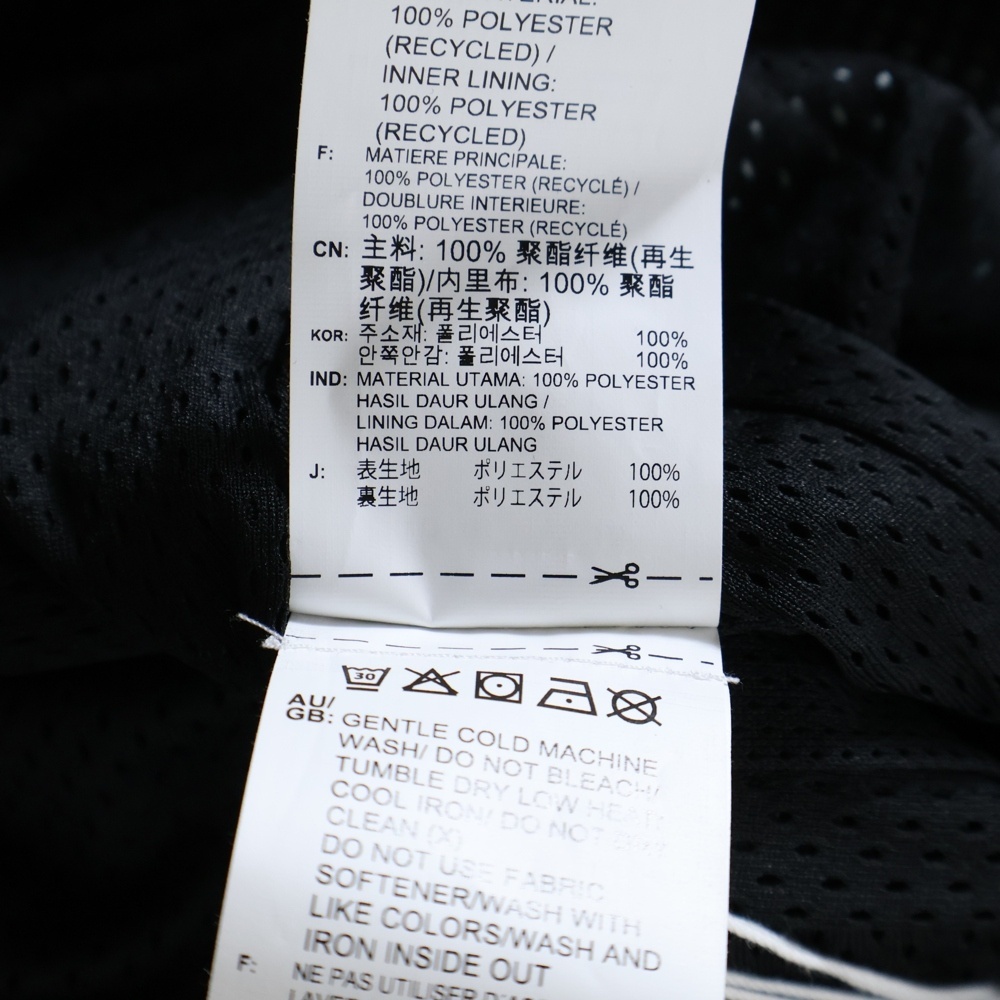 100% POLYESTER
(RECYCLED) /
INNER LINING:
100% POLYESTER
(RECYCLED)
F: MATIERE PRINCIPALE:
100% POLYESTER (RECYCLÉ) /
DOUBLURE INTERIEURE:
100% POLYESTER (RECYCLÉ)
CN: 主料: 100% 聚酯纤维(再生
聚酯)/内里布: 100% 聚酯
纤维(再生聚酯)
KOR: 주소재: 폴리에스터 100%
안쪽안감: 폴리에스터 100%
IND: MATERIAL UTAMA: 100% POLYESTER
HASIL DAUR ULANG /
LINING DALAM: 100% POLYESTER
HASIL DAUR ULANG
J: 表生地 ポリエステル 100%
裏生地 ポリエステル 100%
30
AU/
GB: GENTLE COLD MACHINE
WASH/ DO NOT BLEACH/
TUMBLE DRY LOW HEAT/
COOL IRON/ DO NOT DRY
CLEAN (X)
DO NOT USE FABRIC
SOFTENER/WASH WITH
LIKE COLORS/WASH AND
IRON INSIDE OUT
F: NE PAS UTILISER